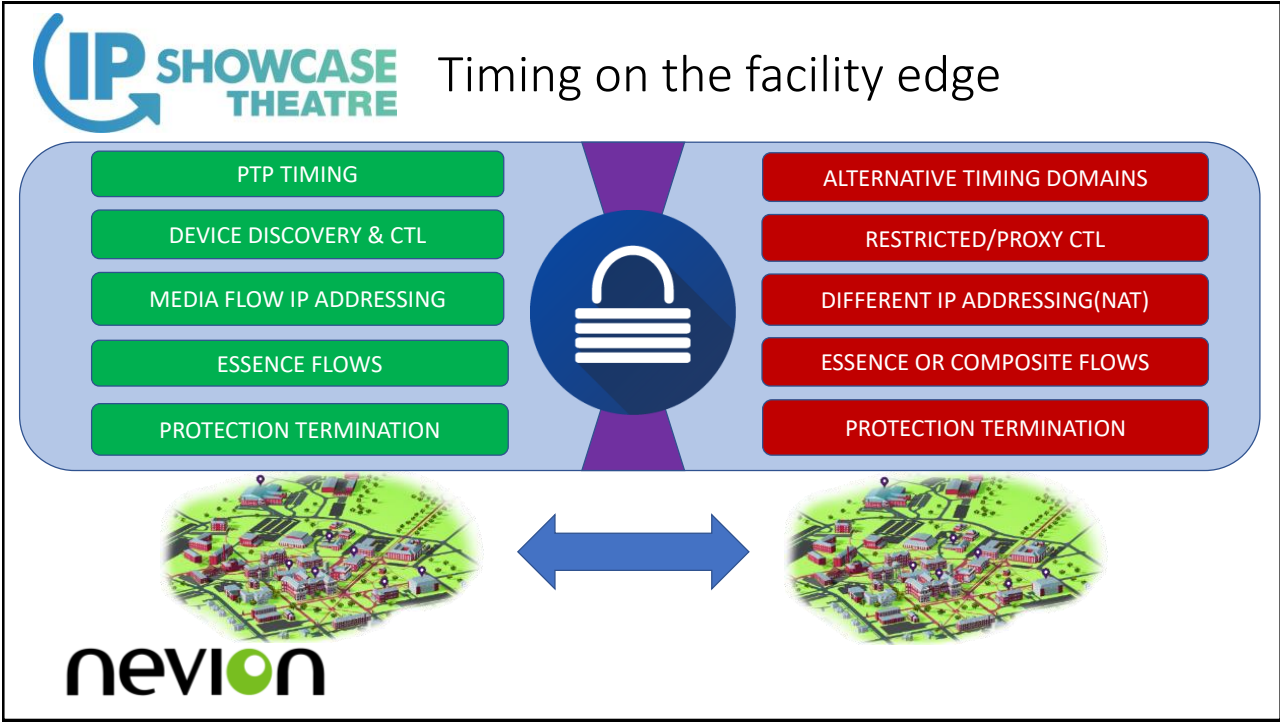 IP SHOWCASE
THEATRE
Timing on the facility edge
PTP TIMING
DEVICE DISCOVERY & CTL
MEDIA FLOW IP ADDRESSING
ESSENCE FLOWS
PROTECTION TERMINATION
ALTERNATIVE TIMING DOMAINS
RESTRICTED/PROXY CTL
DIFFERENT IP ADDRESSING(NAT)
ESSENCE OR COMPOSITE FLOWS
PROTECTION TERMINATION
nevion